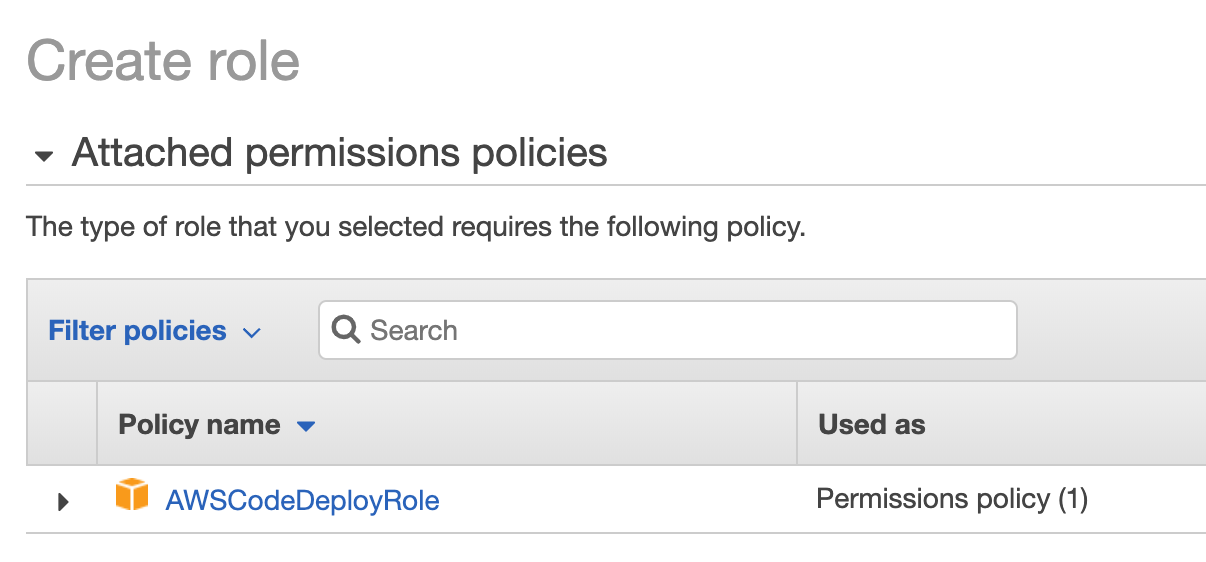 Create role
Attached permissions policies
The type of role that you selected requires the following policy.
Filter policies
Search
Policy name
Used as
AWSCodeDeployRole
Permissions policy (1)